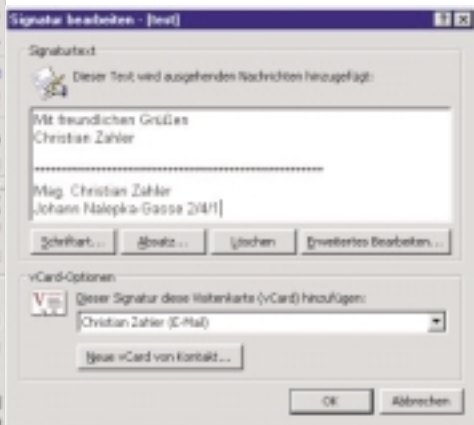 Signatur bearbeiten - [test]
Signaturtext
Dieser Text wird ausgehenden Nachrichten hinzugefügt:
Mit freundlichen Grüßen
Christian Zahler
Mag. Christian Zahler
Johann Nalepka-Gasse 2/4/1
Schriftart... Absatz... Löschen Erweitertes Bearbeiten...
vCard-Optionen
Dieser Signatur diese Visitenkarte (vCard) hinzufügen:
Christian Zahler (E-Mail)
Neue vCard von Kontakt...
OK Abbrechen